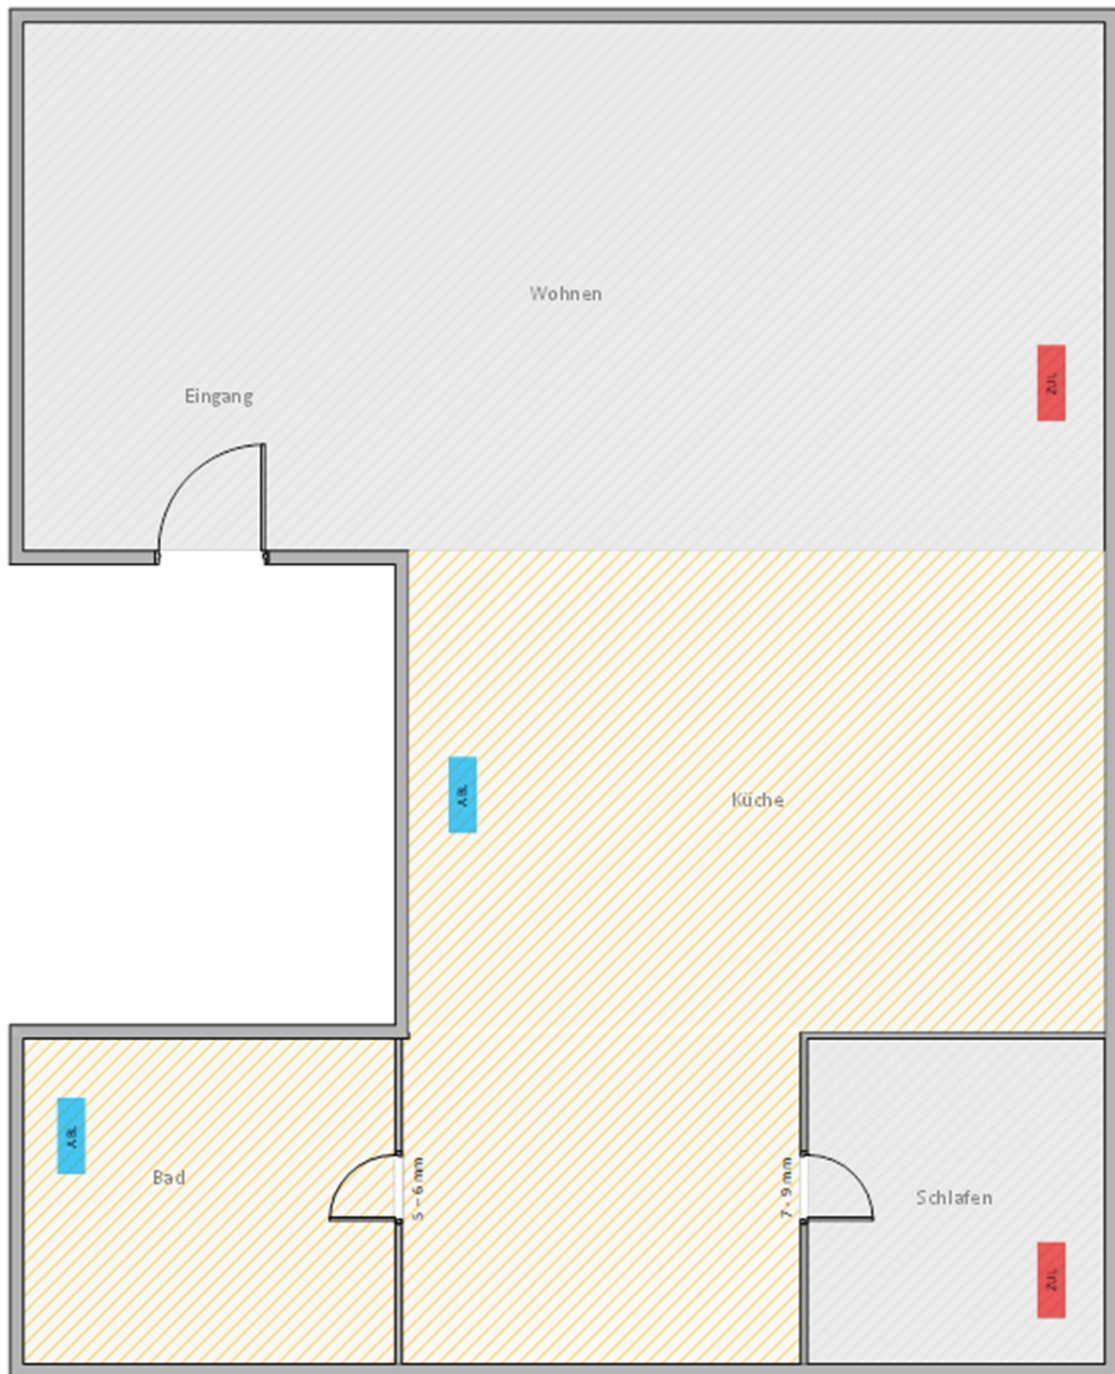 Wohnen
ZUL
Eingang
ABL
Küche
ABL
Bad
5 – 6 mm
7 - 9 mm
Schlafen
ZUL